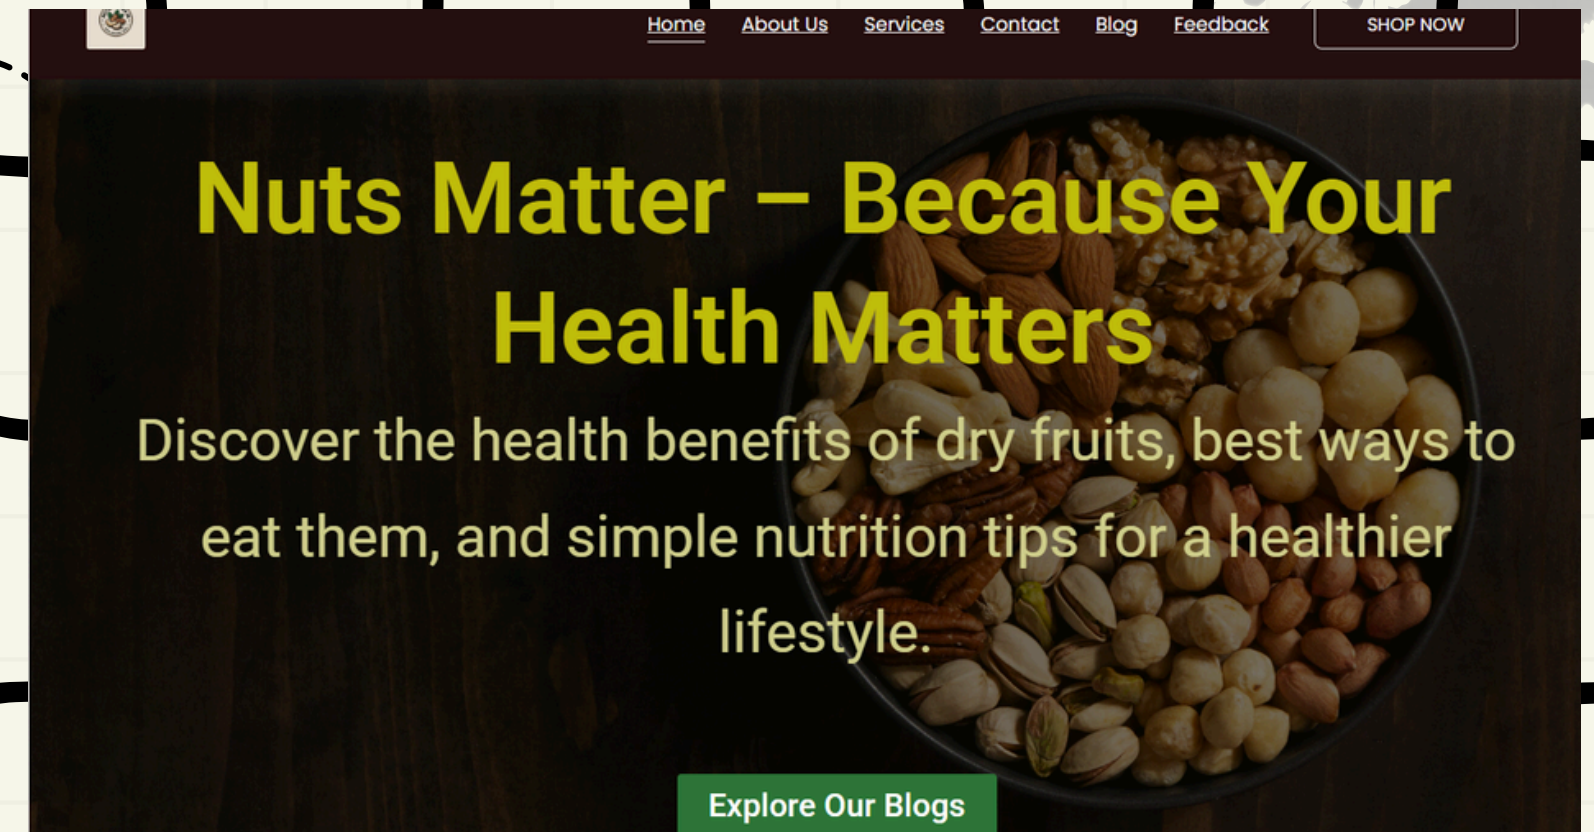 Home About Us Services Contact Blog Feedback SHOP NOW
Nuts Matter – Because Your
Health Matters
Discover the health benefits of dry fruits, best ways to
eat them, and simple nutrition tips for a healthier
lifestyle.
Explore Our Blogs